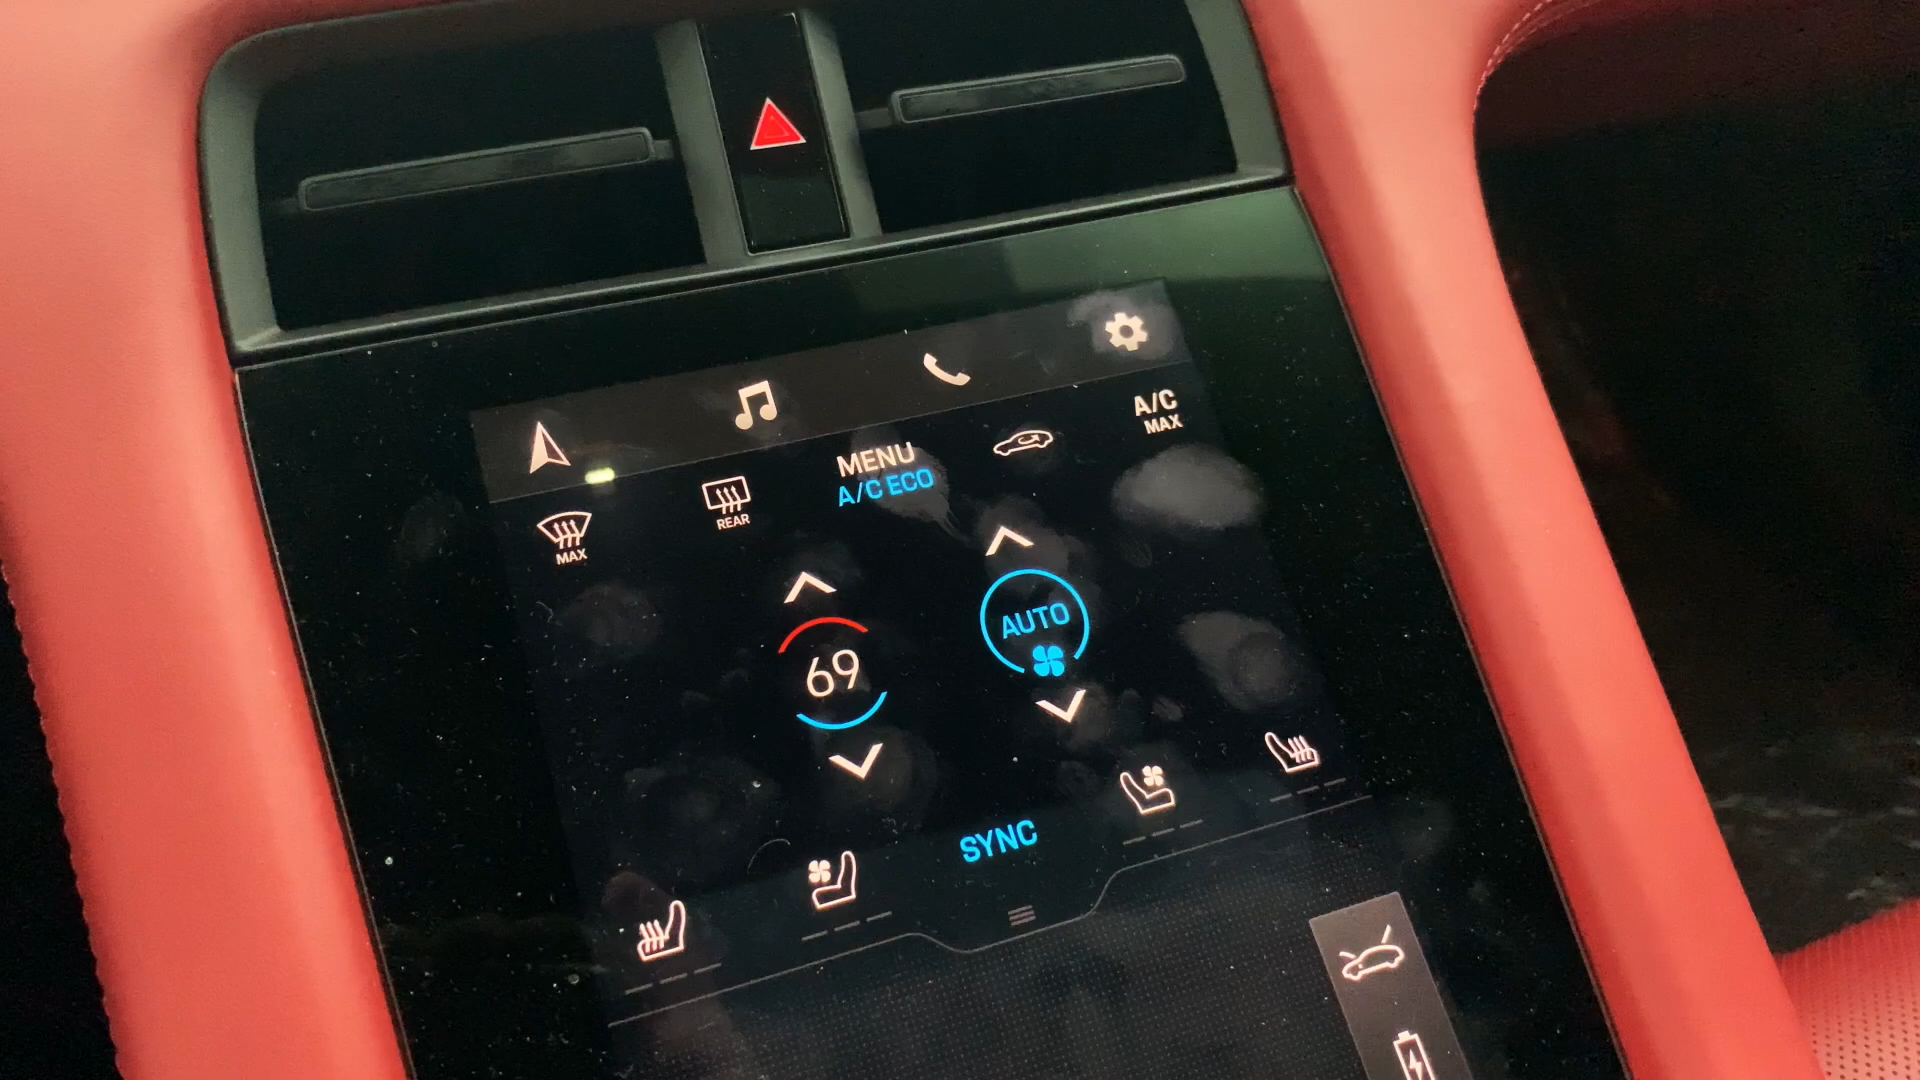 A/C
MAX
MENU
A/C ECO
REAR
MAX
AUTO
69
SYNC